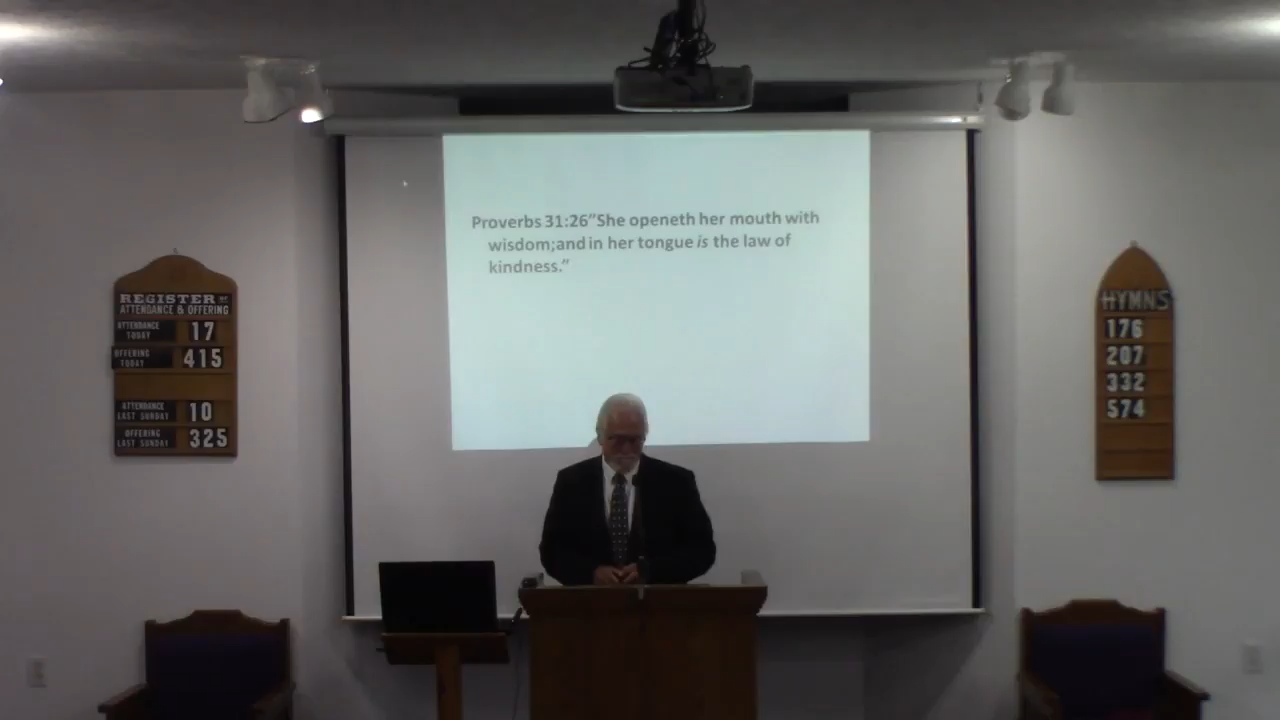 Proverbs 31:26"She openeth her mouth with
wisdom;and in her tongue is the law of
kindness."
REGISTER OF
ATTENDANCE & OFFERING
ATTENDANCE TODAY 17
OFFERING TODAY 415
ATTENDANCE LAST SUNDAY 10
OFFERING LAST SUNDAY 325
HYMNS
176
207
332
574